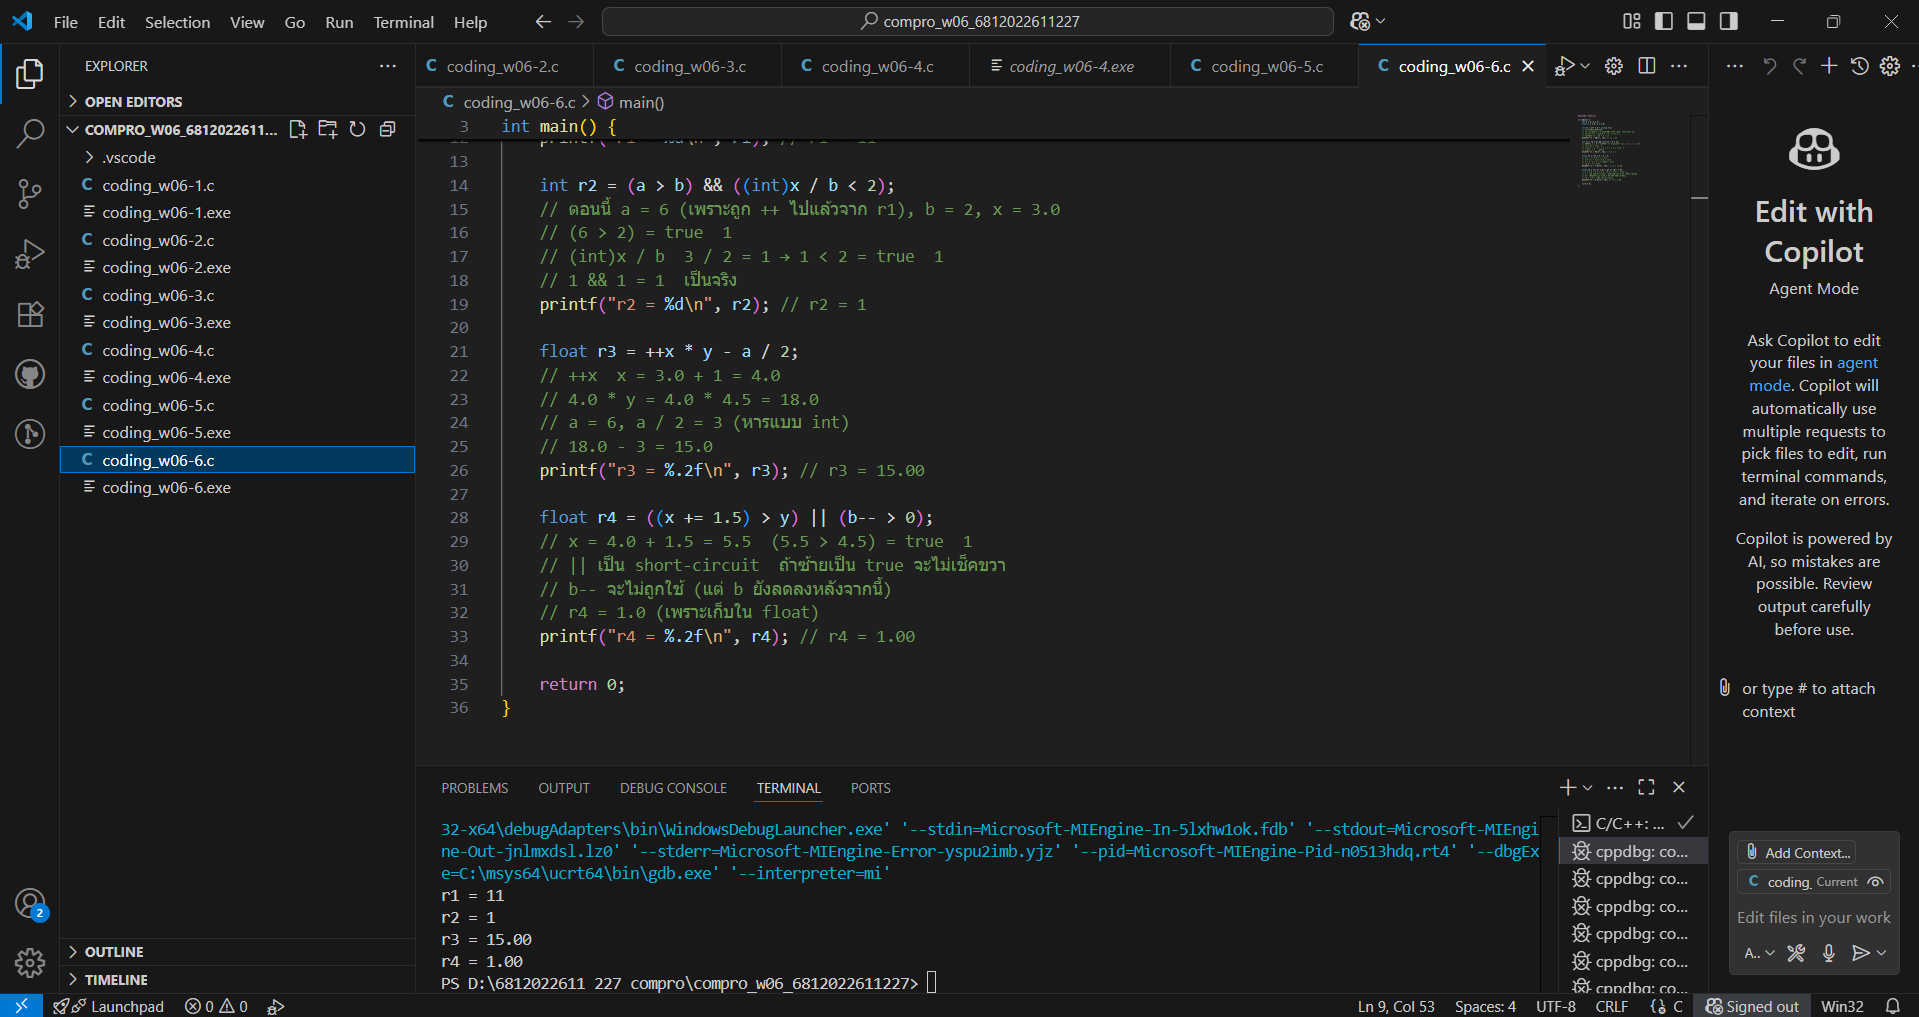 File Edit Selection View Go Run Terminal Help
compro_w06_6812022611227
EXPLORER
OPEN EDITORS
COMPRO_W06_6812022611...
.vscode
C coding_w06-1.c
coding_w06-1.exe
C coding_w06-2.c
coding_w06-2.exe
C coding_w06-3.c
coding_w06-3.exe
C coding_w06-4.c
coding_w06-4.exe
C coding_w06-5.c
coding_w06-5.exe
C coding_w06-6.c
coding_w06-6.exe
OUTLINE
TIMELINE
C coding_w06-2.c C coding_w06-3.c C coding_w06-4.c coding_w06-4.exe C coding_w06-5.c C coding_w06-6.c
C coding_w06-6.c > main()
3 int main() {
13
14 int r2 = (a > b) && ((int)x / b < 2);
15 // ตอนนี้ a = 6 (เพราะถูก ++ ไปแล้วจาก r1), b = 2, x = 3.0
16 // (6 > 2) = true  1
17 // (int)x / b  3 / 2 = 1 → 1 < 2 = true  1
18 // 1 && 1 = 1  เป็นจริง
19 printf("r2 = %d\n", r2); // r2 = 1
20
21 float r3 = ++x * y - a / 2;
22 // ++x  x = 3.0 + 1 = 4.0
23 // 4.0 * y = 4.0 * 4.5 = 18.0
24 // a = 6, a / 2 = 3 (หารแบบ int)
25 // 18.0 - 3 = 15.0
26 printf("r3 = %.2f\n", r3); // r3 = 15.00
27
28 float r4 = ((x += 1.5) > y) || (b-- > 0);
29 // x = 4.0 + 1.5 = 5.5  (5.5 > 4.5) = true  1
30 // || เป็น short-circuit  ถ้าซ้ายเป็น true จะไม่เช็คขวา
31 // b-- จะไม่ถูกใช้ (แต่ b ยังลดลงหลังจากนี้)
32 // r4 = 1.0 (เพราะเก็บใน float)
33 printf("r4 = %.2f\n", r4); // r4 = 1.00
34
35 return 0;
36 }
PROBLEMS OUTPUT DEBUG CONSOLE TERMINAL PORTS
32-x64\debugAdapters\bin\WindowsDebugLauncher.exe' '--stdin=Microsoft-MIEngine-In-5lxhw1ok.fdb' '--stdout=Microsoft-MIEngi
ne-Out-jnlmxdsl.lz0' '--stderr=Microsoft-MIEngine-Error-yspu2imb.yjz' '--pid=Microsoft-MIEngine-Pid-n0513hdq.rt4' '--dbgEx
e=C:\msys64\ucrt64\bin\gdb.exe' '--interpreter=mi'
r1 = 11
r2 = 1
r3 = 15.00
r4 = 1.00
PS D:\6812022611 227 compro\compro_w06_6812022611227>
C/C++: ...
cppdbg: co...
cppdbg: co...
cppdbg: co...
cppdbg: co...
cppdbg: co...
cppdbg: co...
Edit with
Copilot
Agent Mode
Ask Copilot to edit
your files in agent
mode. Copilot will
automatically use
multiple requests to
pick files to edit, run
terminal commands,
and iterate on errors.
Copilot is powered by
AI, so mistakes are
possible. Review
output carefully
before use.
or type # to attach
context
Add Context...
C coding_ Current
Edit files in your work
A..
2
Launchpad 0 0 Ln 9, Col 53 Spaces: 4 UTF-8 CRLF {} C Signed out Win32